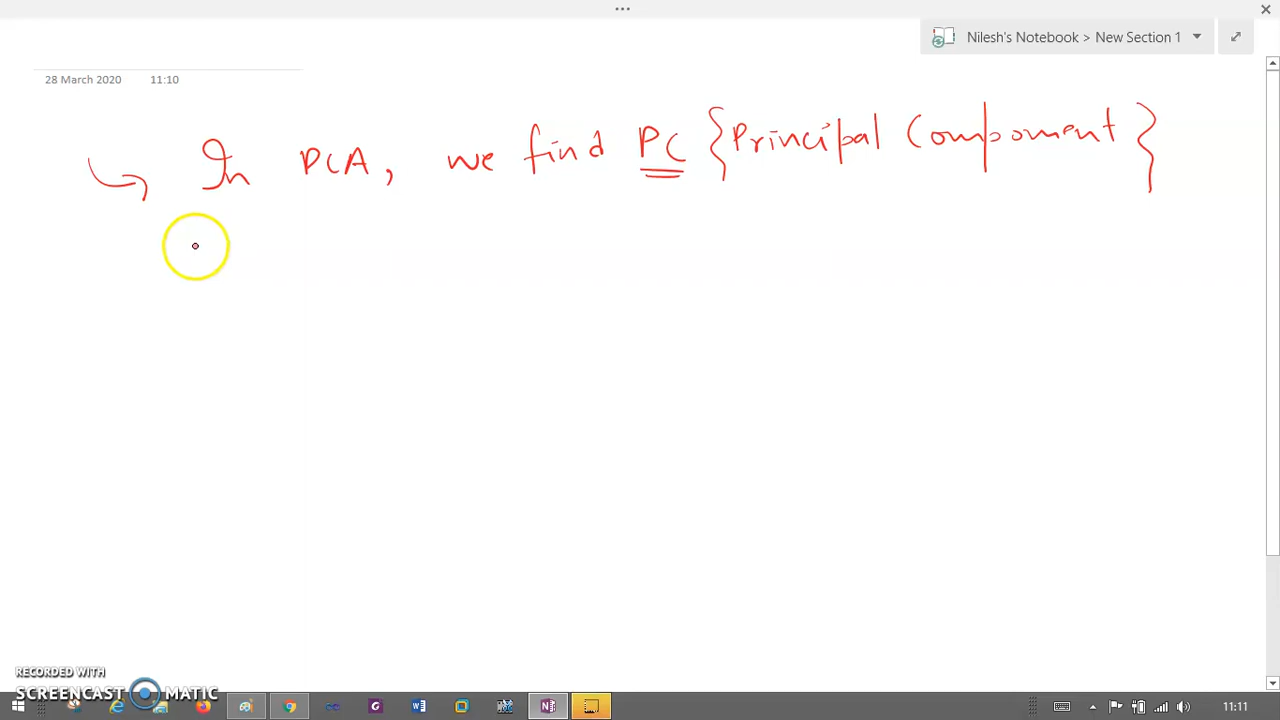 ...
Nilesh's Notebook > New Section 1
28 March 2020 11:10
In PCA, we find PC {Principal Compoment}
RECORDED WITH
SCREENCAST MATIC
11:11